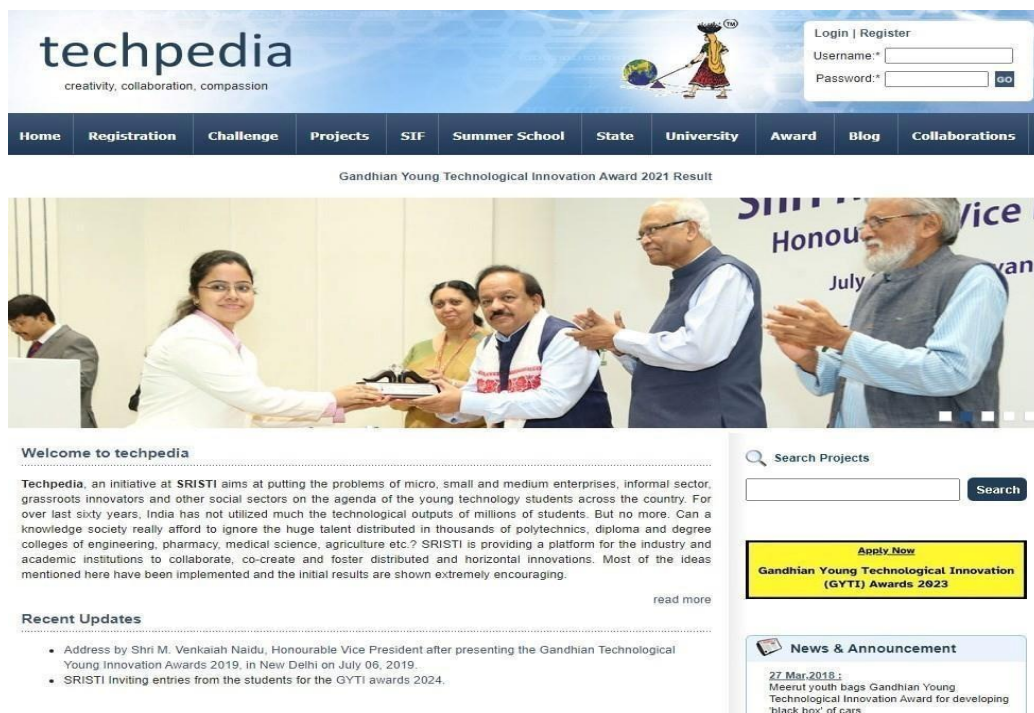 techpedia
creativity, collaboration, compassion
TM
Login | Register
Username:*
Password:*
GO
Home Registration Challenge Projects SIF Summer School State University Award Blog Collaborations
Gandhian Young Technological Innovation Award 2021 Result
Vice
Honou
July
Welcome to techpedia
Techpedia, an initiative at SRISTI aims at putting the problems of micro, small and medium enterprises, informal sector,
grassroots innovators and other social sectors on the agenda of the young technology students across the country. For
over last sixty years, India has not utilized much the technological outputs of millions of students. But no more. Can a
knowledge society really afford to ignore the huge talent distributed in thousands of polytechnics, diploma and degree
colleges of engineering, pharmacy, medical science, agriculture etc.? SRISTI is providing a platform for the industry and
academic institutions to collaborate, co-create and foster distributed and horizontal innovations. Most of the ideas
mentioned here have been implemented and the initial results are shown extremely encouraging.
read more
Recent Updates
Address by Shri M. Venkaiah Naidu, Honourable Vice President after presenting the Gandhian Technological
Young Innovation Awards 2019, in New Delhi on July 06, 2019.
SRISTI Inviting entries from the students for the GYTI awards 2024.
Search Projects
Search
Apply Now
Gandhian Young Technological Innovation
(GYTI) Awards 2023
News & Announcement
27 Mar,2018 :
Meerut youth bags Gandhian Young
Technological Innovation Award for developing
'black box' of cars